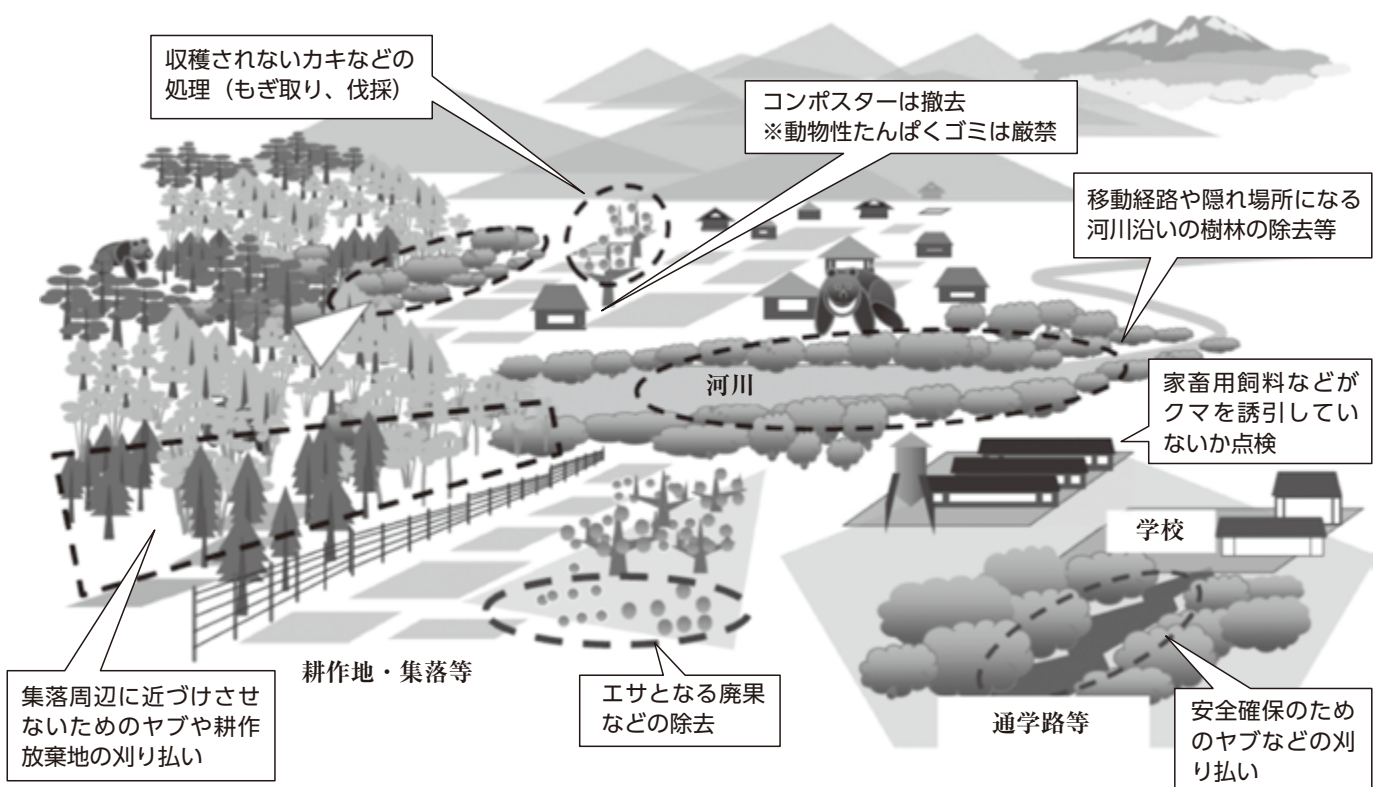 収穫されないカキなどの
処理（もぎ取り、伐採）
コンポスターは撤去
※動物性たんぱくゴミは厳禁
移動経路や隠れ場所になる
河川沿いの樹林の除去等
河川
家畜用飼料などが
クマを誘引してい
ないか点検
学校
耕作地・集落等
集落周辺に近づけさせ
ないためのヤブや耕作
放棄地の刈り払い
エサとなる廃果
などの除去
通学路等
安全確保のため
のヤブなどの刈
り払い